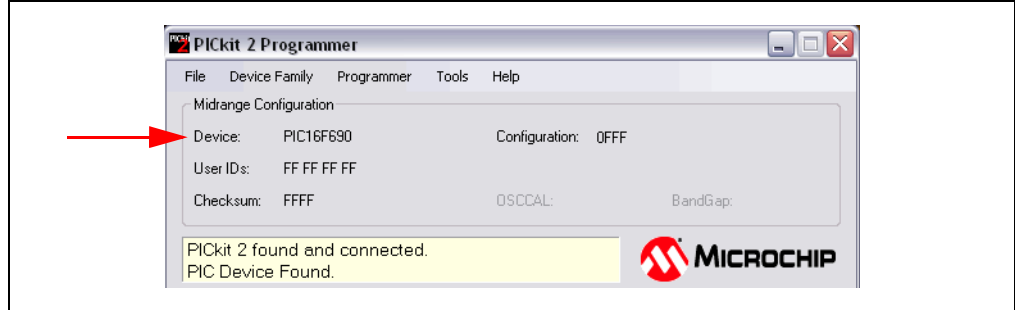 PICkit 2 Programmer
File Device Family Programmer Tools Help
Midrange Configuration
Device: PIC16F690 Configuration: 0FFF
User IDs: FF FF FF FF
Checksum: FFFF OSCCAL: BandGap:
PICkit 2 found and connected.
PIC Device Found.
MICROCHIP